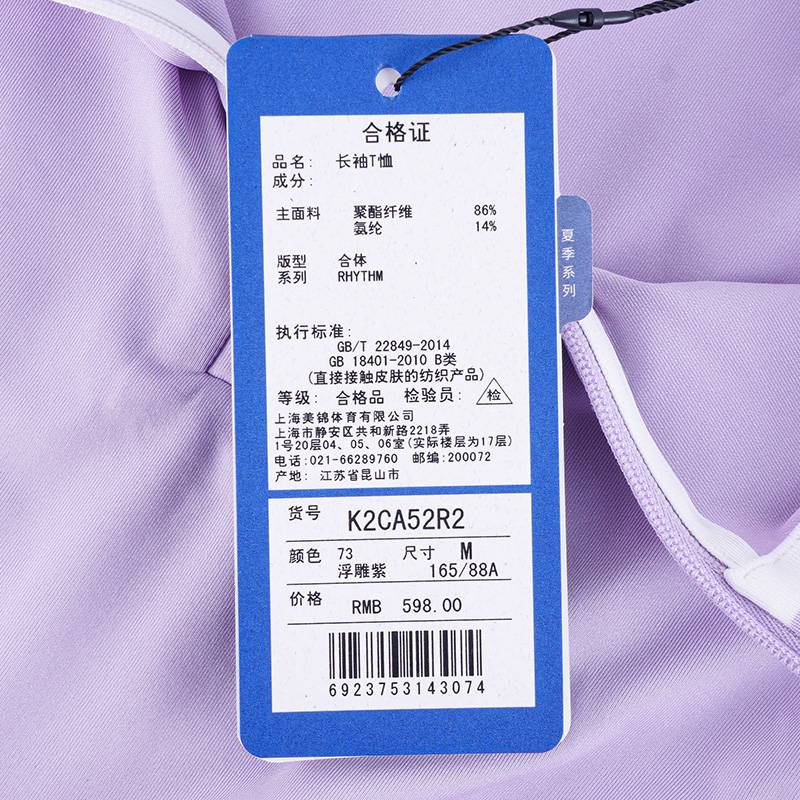 合格证
品名: 长袖T恤
成分:
主面料 聚酯纤维 86%
氨纶 14%
版型 合体
系列 RHYTHM
执行标准:
GB/T 22849-2014
GB 18401-2010 B类
(直接接触皮肤的纺织产品)
等级: 合格品 检验员: 检
上海美锦体育有限公司
上海市静安区共和新路2218弄
1号20层04、05、06室(实际楼层为17层)
电话:021-66289760 邮编:200072
产地: 江苏省昆山市
夏季系列
货号 K2CA52R2
颜色 73 尺寸 M
浮雕紫 165/88A
价格 RMB 598.00
6923753143074